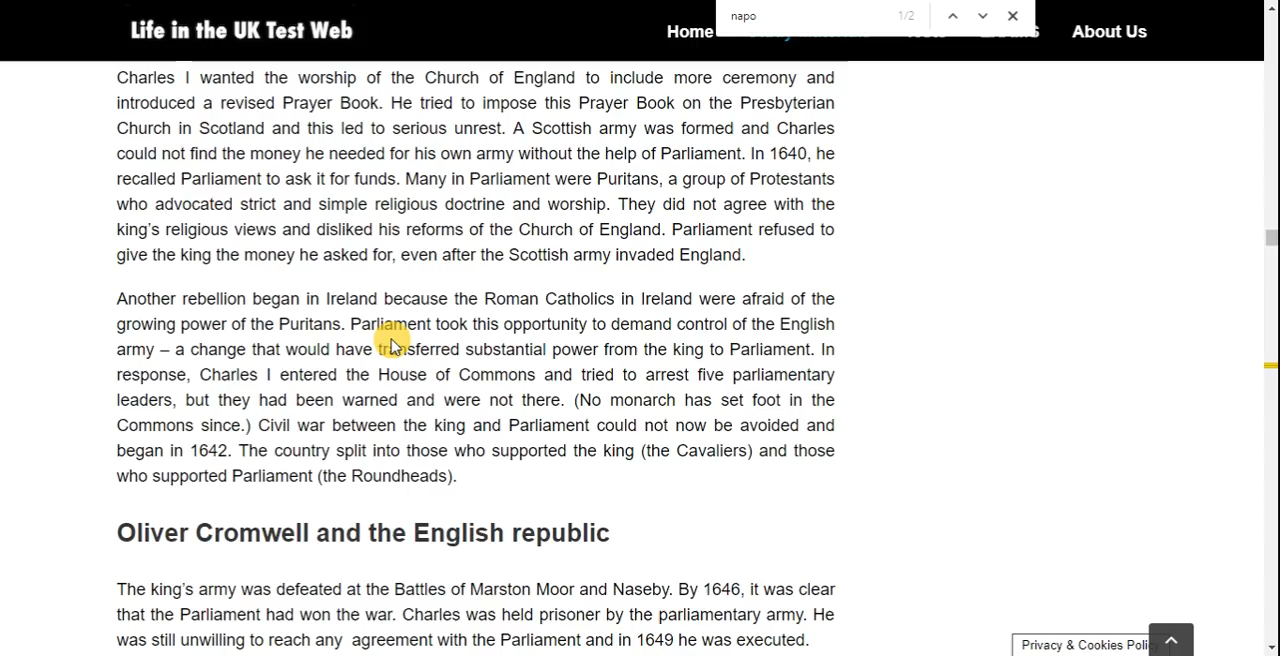 Life in the UK Test Web
napo
1/2
Home
About Us
Charles I wanted the worship of the Church of England to include more ceremony and
introduced a revised Prayer Book. He tried to impose this Prayer Book on the Presbyterian
Church in Scotland and this led to serious unrest. A Scottish army was formed and Charles
could not find the money he needed for his own army without the help of Parliament. In 1640, he
recalled Parliament to ask it for funds. Many in Parliament were Puritans, a group of Protestants
who advocated strict and simple religious doctrine and worship. They did not agree with the
king's religious views and disliked his reforms of the Church of England. Parliament refused to
give the king the money he asked for, even after the Scottish army invaded England.
Another rebellion began in Ireland because the Roman Catholics in Ireland were afraid of the
growing power of the Puritans. Parliament took this opportunity to demand control of the English
army – a change that would have transferred substantial power from the king to Parliament. In
response, Charles I entered the House of Commons and tried to arrest five parliamentary
leaders, but they had been warned and were not there. (No monarch has set foot in the
Commons since.) Civil war between the king and Parliament could not now be avoided and
began in 1642. The country split into those who supported the king (the Cavaliers) and those
who supported Parliament (the Roundheads).
Oliver Cromwell and the English republic
The king's army was defeated at the Battles of Marston Moor and Naseby. By 1646, it was clear
that the Parliament had won the war. Charles was held prisoner by the parliamentary army. He
was still unwilling to reach any agreement with the Parliament and in 1649 he was executed.
Privacy & Cookies Policy